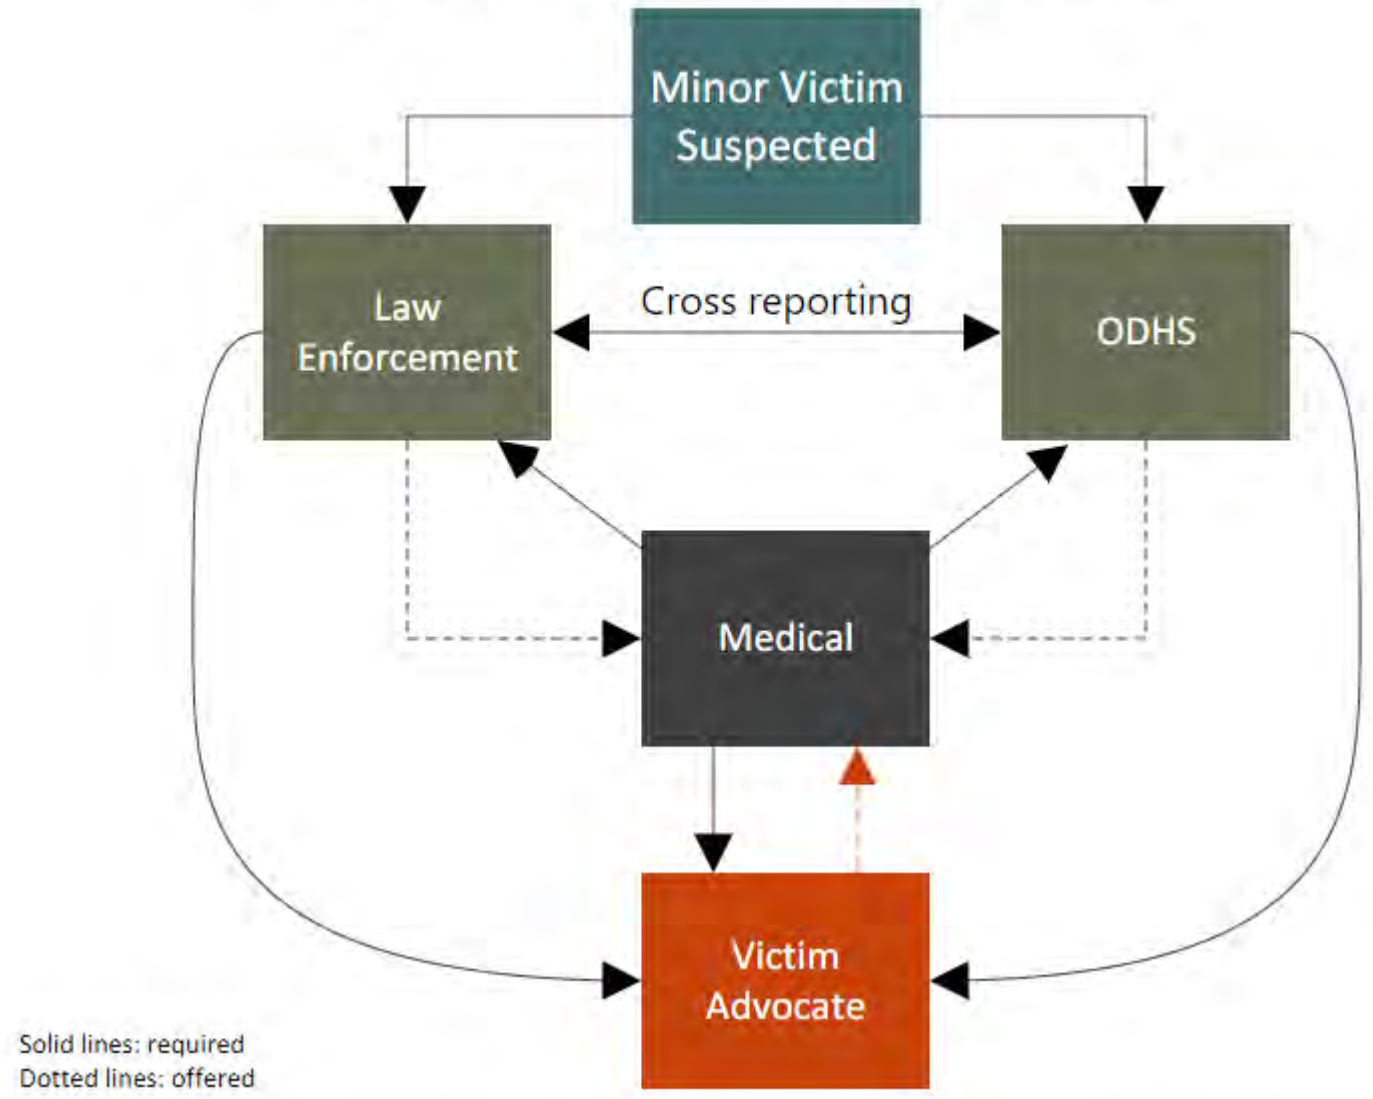 Minor Victim
Suspected
Law
Enforcement
Cross reporting
ODHS
Medical
Victim
Advocate
Solid lines: required
Dotted lines: offered